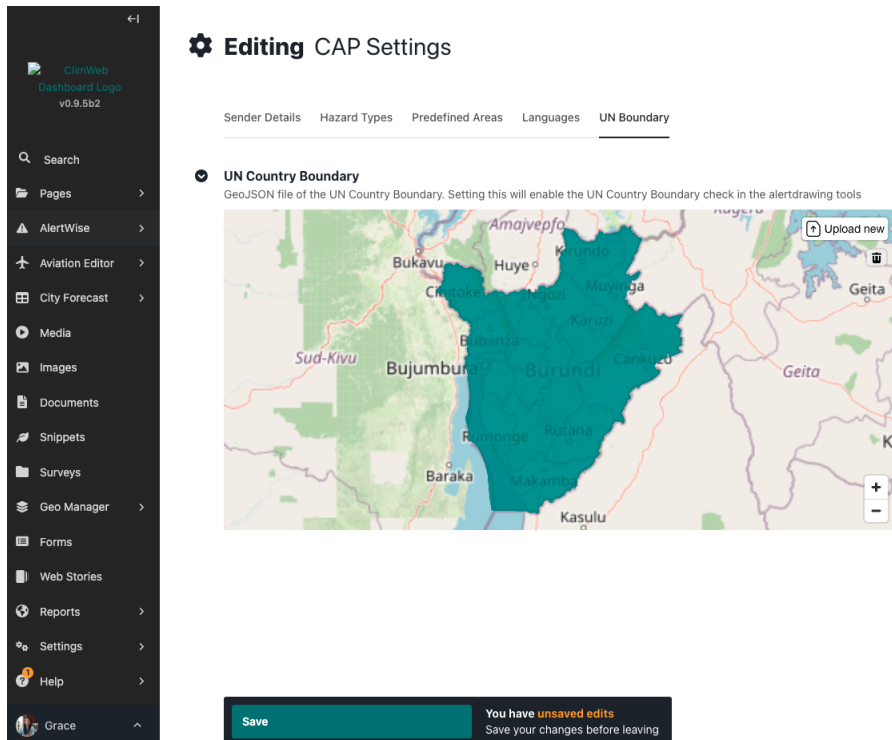 ClimWeb
Dashboard Logo
v0.9.5b2
Search
Pages
AlertWise
Aviation Editor
City Forecast
Media
Images
Documents
Snippets
Surveys
Geo Manager
Forms
Web Stories
Reports
Settings
1
Help
Grace
Editing CAP Settings
Sender Details Hazard Types Predefined Areas Languages UN Boundary
UN Country Boundary
GeoJSON file of the UN Country Boundary. Setting this will enable the UN Country Boundary check in the alertdrawing tools
Upload new
Amajyepfo
Kirundo
Bukavu
Huye
Muyinga
Geita
Cibitoke
Ngozi
Karuzi
Bubanza
Sud-Kivu
Cankuzo
Bujumbura
Burundi
Geita
Rumonge
Rutana
K
Baraka
Makamba
Kasulu
+
−
Save
You have unsaved edits
Save your changes before leaving